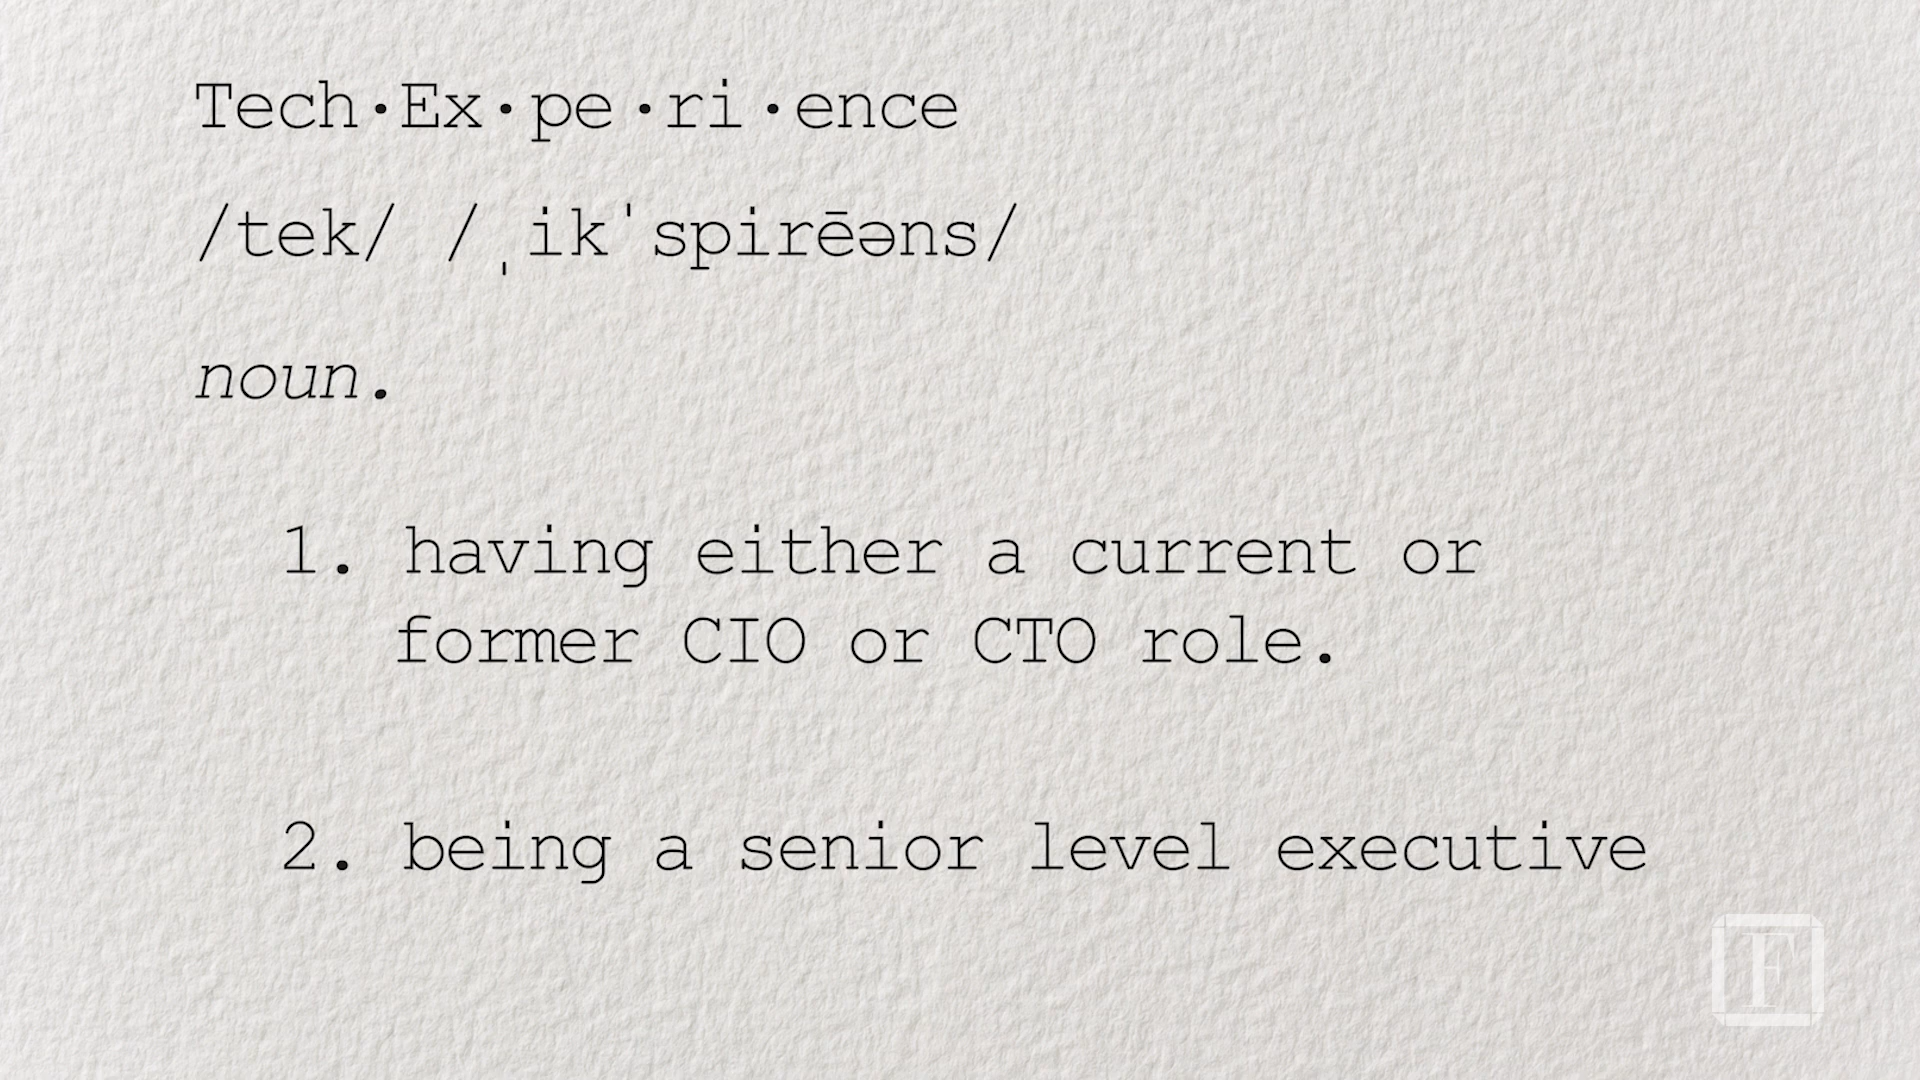 Tech·Ex·pe·ri·ence
/tek/ /ˌikˈspirēəns/
noun.
1. having either a current or
former CIO or CTO role.
2. being a senior level executive
F